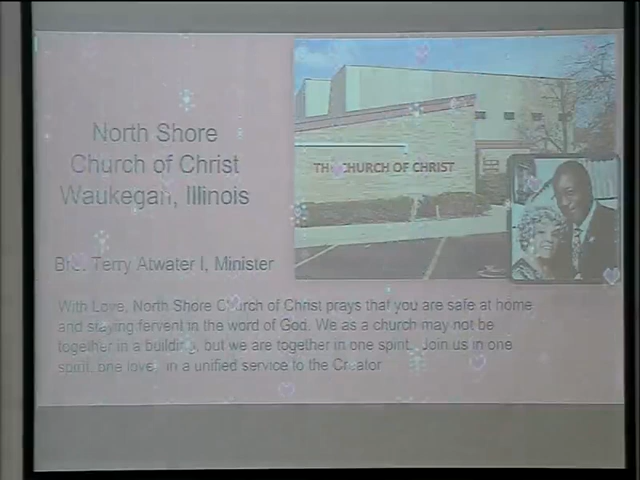 North Shore
Church of Christ
Waukegan, Illinois
THE CHURCH OF CHRIST
Bro. Terry Atwater I, Minister
With Love, North Shore Church of Christ prays that you are safe at home
and staying fervent in the word of God. We as a church may not be
together in a building, but we are together in one spirit. Join us in one
spirit, one love, in a unified service to the Creator